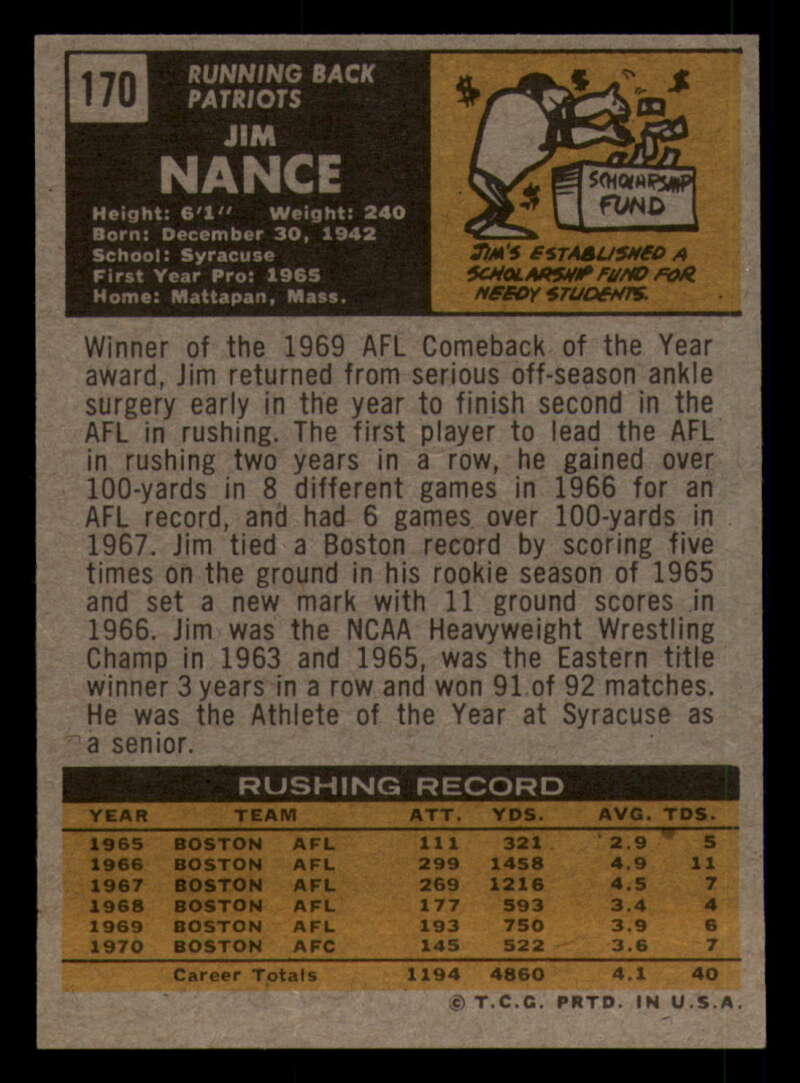 170
RUNNING BACK
PATRIOTS
JIM
NANCE
Height: 6'1" Weight: 240
Born: December 30, 1942
School: Syracuse
First Year Pro: 1965
Home: Mattapan, Mass.
$ $ $
$
SCHOLARSHIP
FUND
JIM'S ESTABLISHED A
SCHOLARSHIP FUND FOR
NEEDY STUDENTS.
Winner of the 1969 AFL Comeback of the Year
award, Jim returned from serious off-season ankle
surgery early in the year to finish second in the
AFL in rushing. The first player to lead the AFL
in rushing two years in a row, he gained over
100-yards in 8 different games in 1966 for an
AFL record, and had 6 games over 100-yards in
1967. Jim tied a Boston record by scoring five
times on the ground in his rookie season of 1965
and set a new mark with 11 ground scores in
1966. Jim was the NCAA Heavyweight Wrestling
Champ in 1963 and 1965, was the Eastern title
winner 3 years in a row and won 91 of 92 matches.
He was the Athlete of the Year at Syracuse as
a senior.
RUSHING RECORD
YEAR TEAM ATT. YDS. AVG. TDS.
1965 BOSTON AFL 111 321 2.9 5
1966 BOSTON AFL 299 1458 4.9 11
1967 BOSTON AFL 269 1216 4.5 7
1968 BOSTON AFL 177 593 3.4 4
1969 BOSTON AFL 193 750 3.9 6
1970 BOSTON AFC 145 522 3.6 7
Career Totals 1194 4860 4.1 40
© T.C.G. PRTD. IN U.S.A.